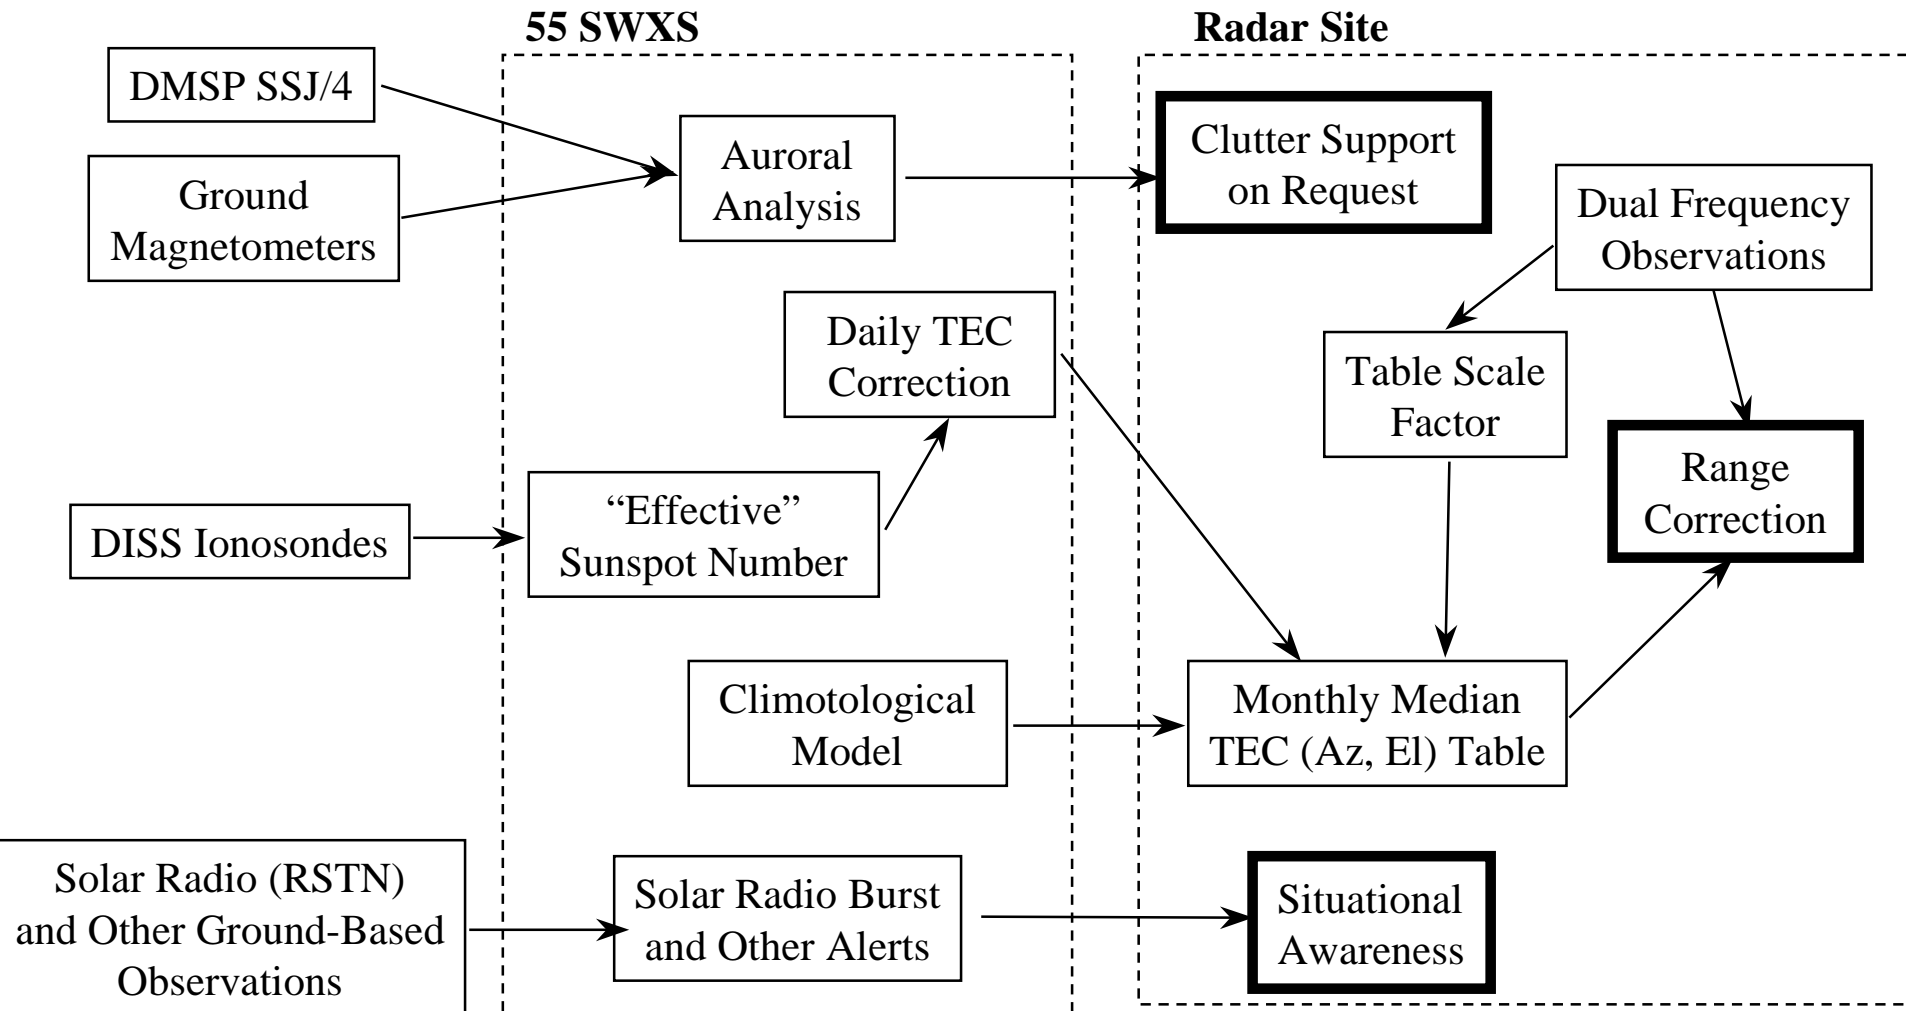 55 SWXS
Radar Site
DMSP SSJ/4
Ground
Magnetometers
Auroral
Analysis
Clutter Support
on Request
Dual Frequency
Observations
Daily TEC
Correction
Table Scale
Factor
Range
Correction
DISS Ionosondes
“Effective”
Sunspot Number
Climotological
Model
Monthly Median
TEC (Az, El) Table
Solar Radio (RSTN)
and Other Ground-Based
Observations
Solar Radio Burst
and Other Alerts
Situational
Awareness